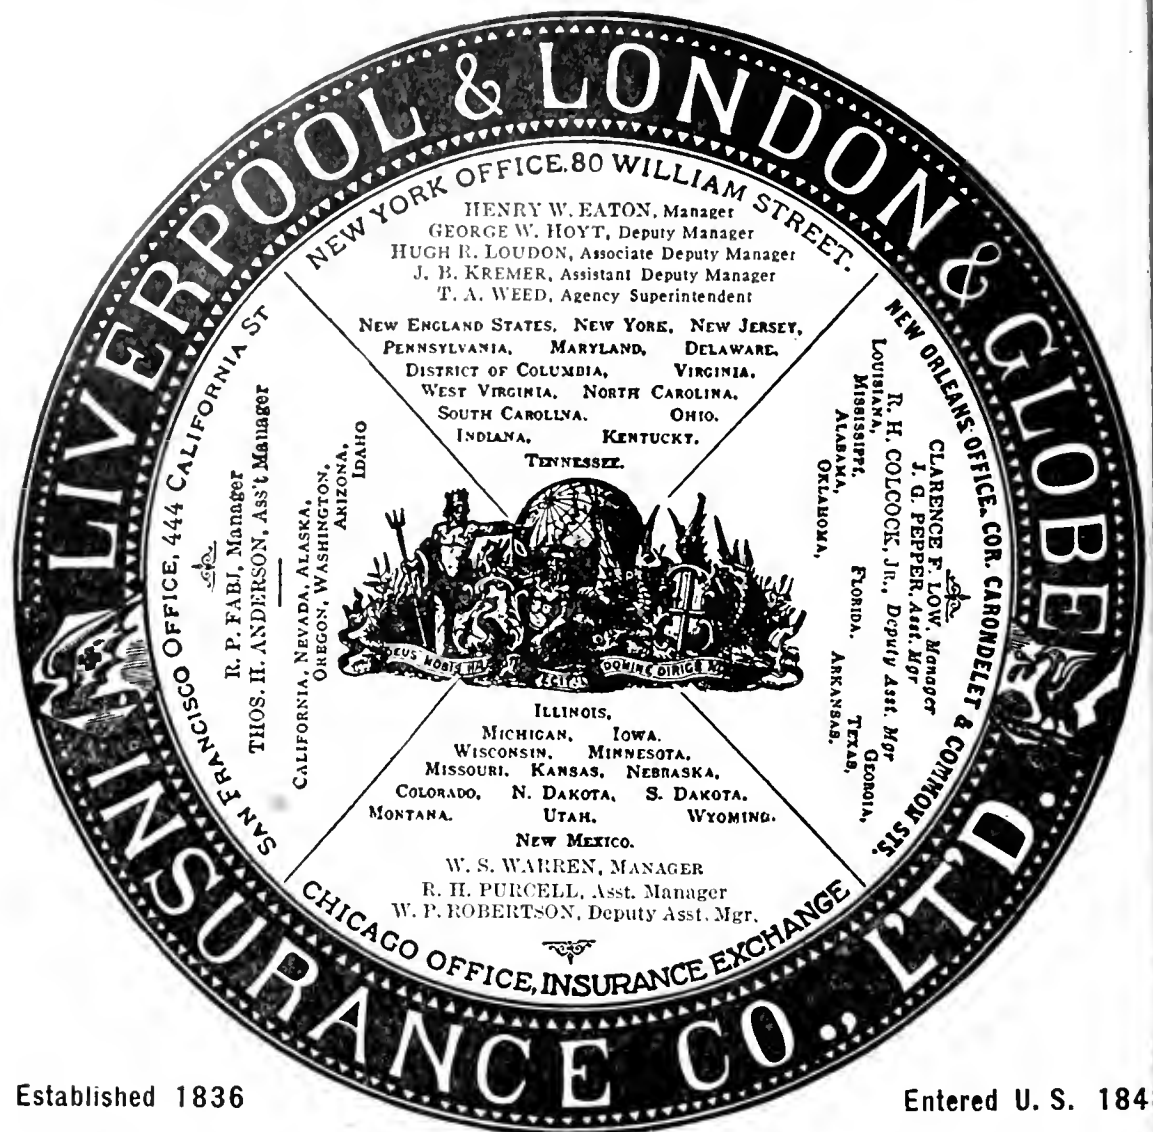 LIVERPOOL & LONDON & GLOBE
INSURANCE CO., L'T'D.
NEW YORK OFFICE. 80 WILLIAM STREET.
HENRY W. EATON, Manager
GEORGE W. HOYT, Deputy Manager
HUGH R. LOUDON, Associate Deputy Manager
J. B. KREMER, Assistant Deputy Manager
T. A. WEED, Agency Superintendent
NEW ENGLAND STATES, NEW YORK, NEW JERSEY,
PENNSYLVANIA, MARYLAND, DELAWARE,
DISTRICT OF COLUMBIA, VIRGINIA,
WEST VIRGINIA, NORTH CAROLINA,
SOUTH CAROLINA. OHIO.
INDIANA, KENTUCKY.
TENNESSEE.
SAN FRANCISCO OFFICE, 444 CALIFORNIA ST
R. P. FABJ, Manager
THOS. H. ANDERSON, Ass't Manager
CALIFORNIA, NEVADA, ALASKA,
OREGON, WASHINGTON,
ARIZONA,
IDAHO
NEW ORLEANS OFFICE. COR. CARONDELET & COMMON STS.
CLARENCE F. LOW, Manager
J. G. PEPPER, Asst. Mgr
R. H. COLCOCK, JR., Deputy Asst. Mgr
LOUISIANA, GEORGIA,
MISSISSIPPI, TEXAS,
ALABAMA, FLORIDA. ARKANSAS,
OKLAHOMA,
DEUS NOBIS HA
DOMINE DIRIGE
ILLINOIS,
MICHIGAN, IOWA.
WISCONSIN, MINNESOTA,
MISSOURI. KANSAS, NEBRASKA,
COLORADO, N. DAKOTA, S. DAKOTA.
MONTANA. UTAH, WYOMING.
NEW MEXICO.
W. S. WARREN, MANAGER
R. H. PURCELL, Asst. Manager
W. P. ROBERTSON, Deputy Asst. Mgr.
CHICAGO OFFICE, INSURANCE EXCHANGE
Established 1836
Entered U. S. 184